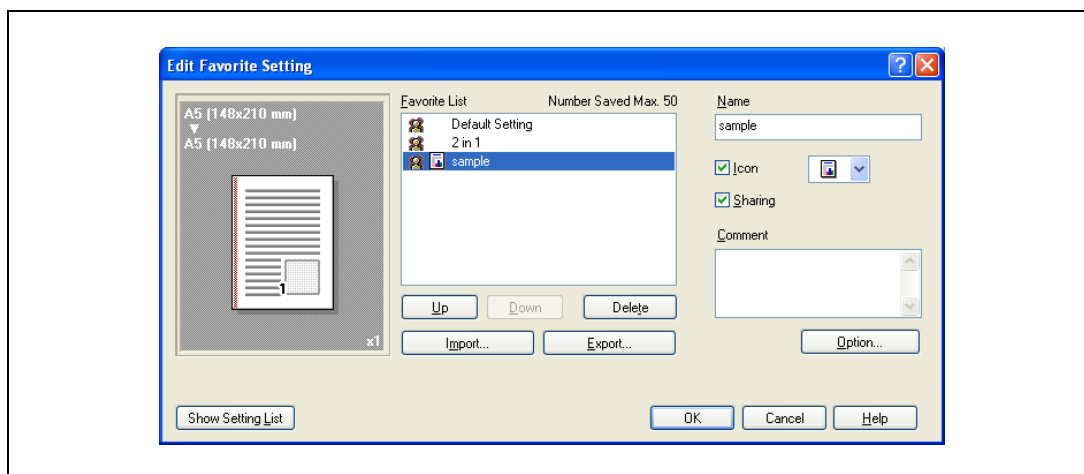 Edit Favorite Setting
A5 (148x210 mm)
A5 (148x210 mm)
1
x1
Favorite List Number Saved Max. 50
Default Setting
2 in 1
sample
Up Down Delete
Import... Export...
Name
sample
Icon
Sharing
Comment
Option...
Show Setting List
OK Cancel Help